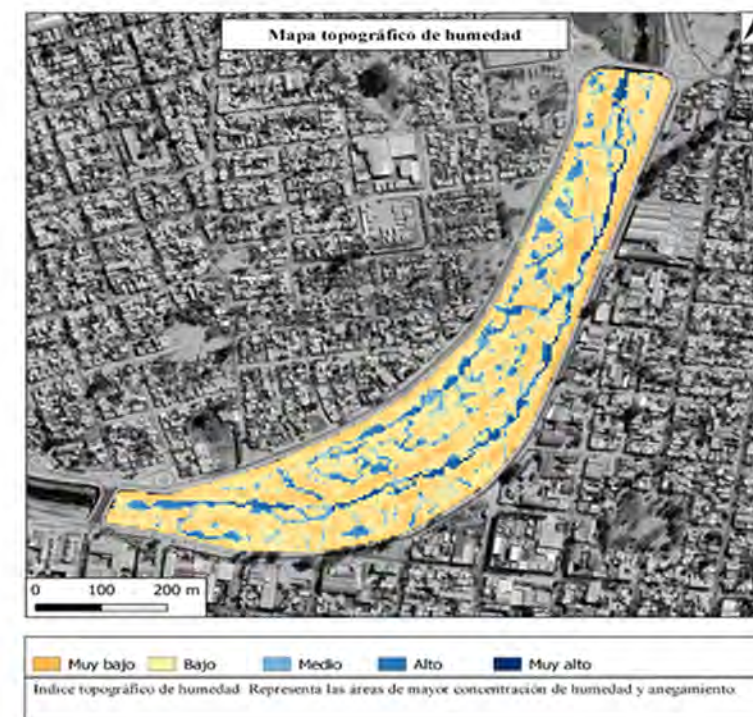 Mapa topográfico de humedad
0 100 200 m
Muy bajo Bajo Medio Alto Muy alto
Indice topográfico de humedad Representa las áreas de mayor concentración de humedad y anegamiento.